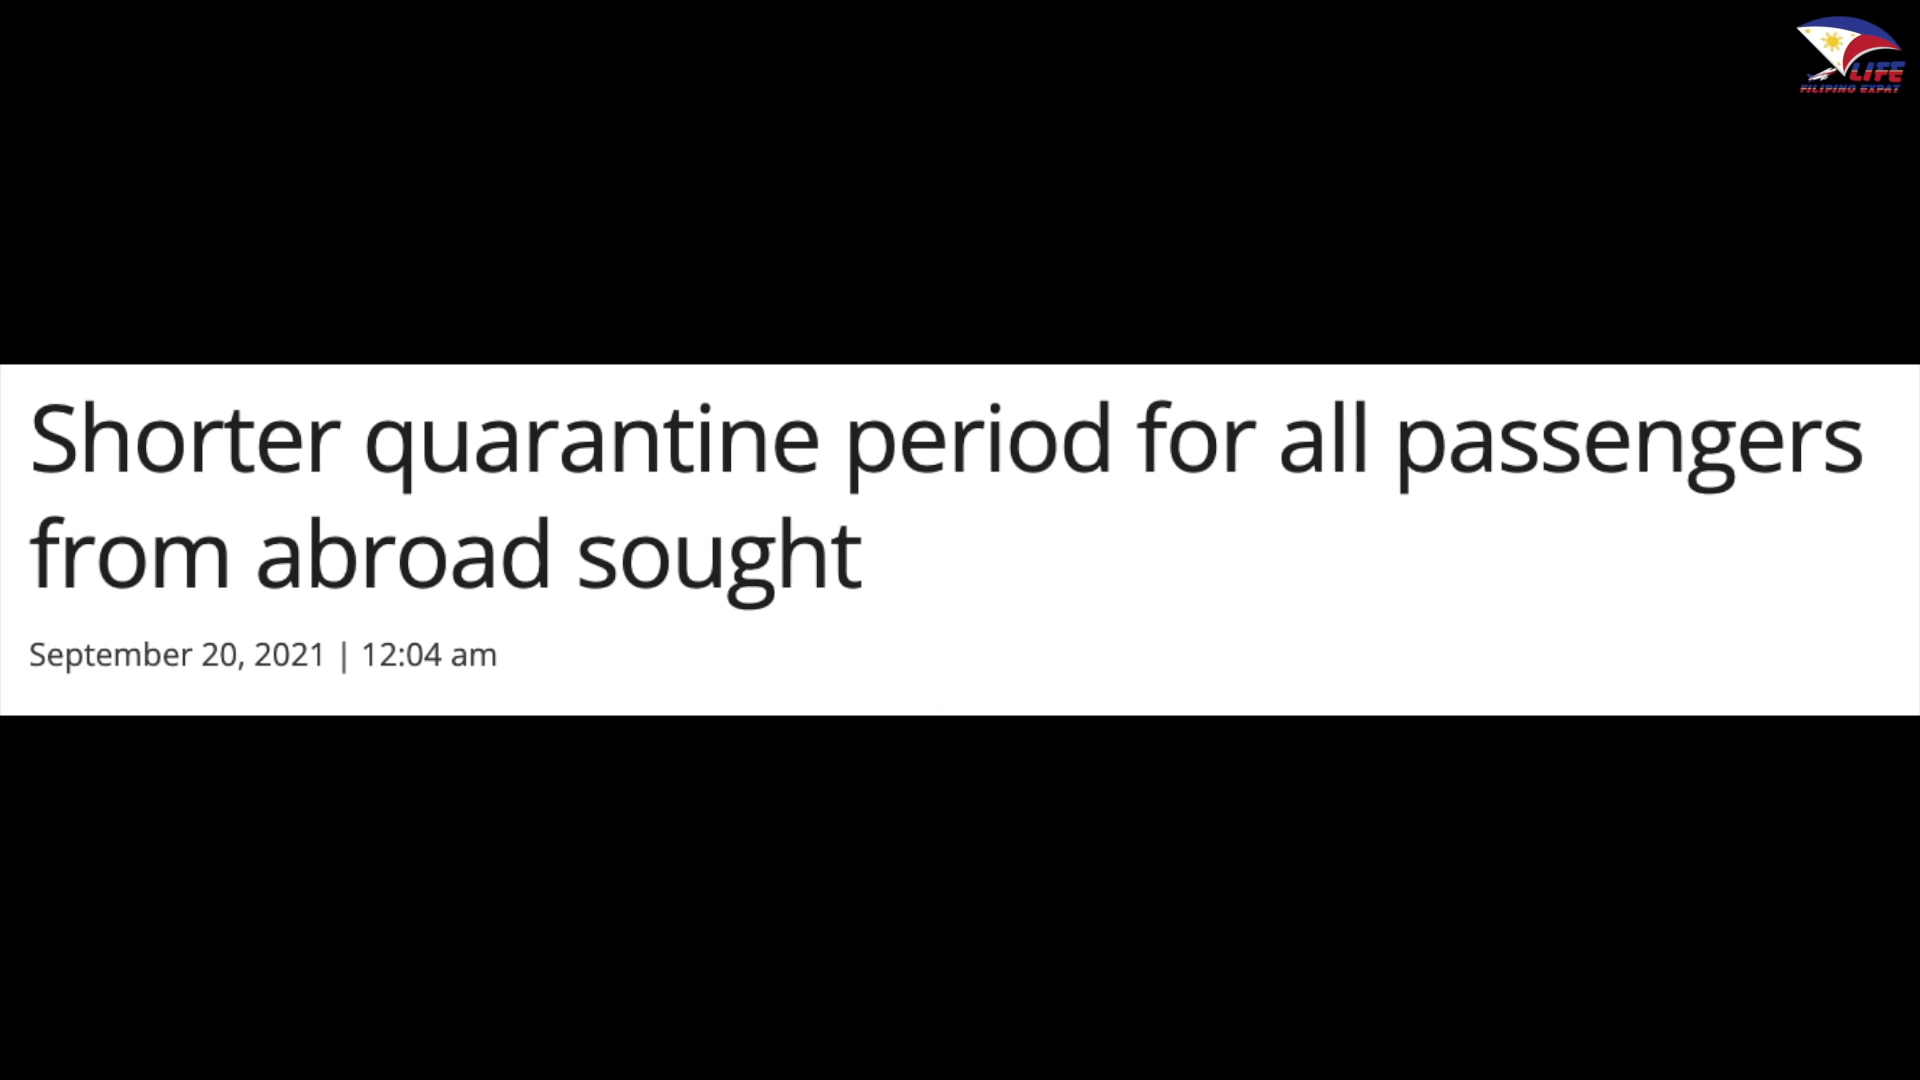 LIFE
FILIPINO EXPAT
Shorter quarantine period for all passengers
from abroad sought
September 20, 2021 | 12:04 am